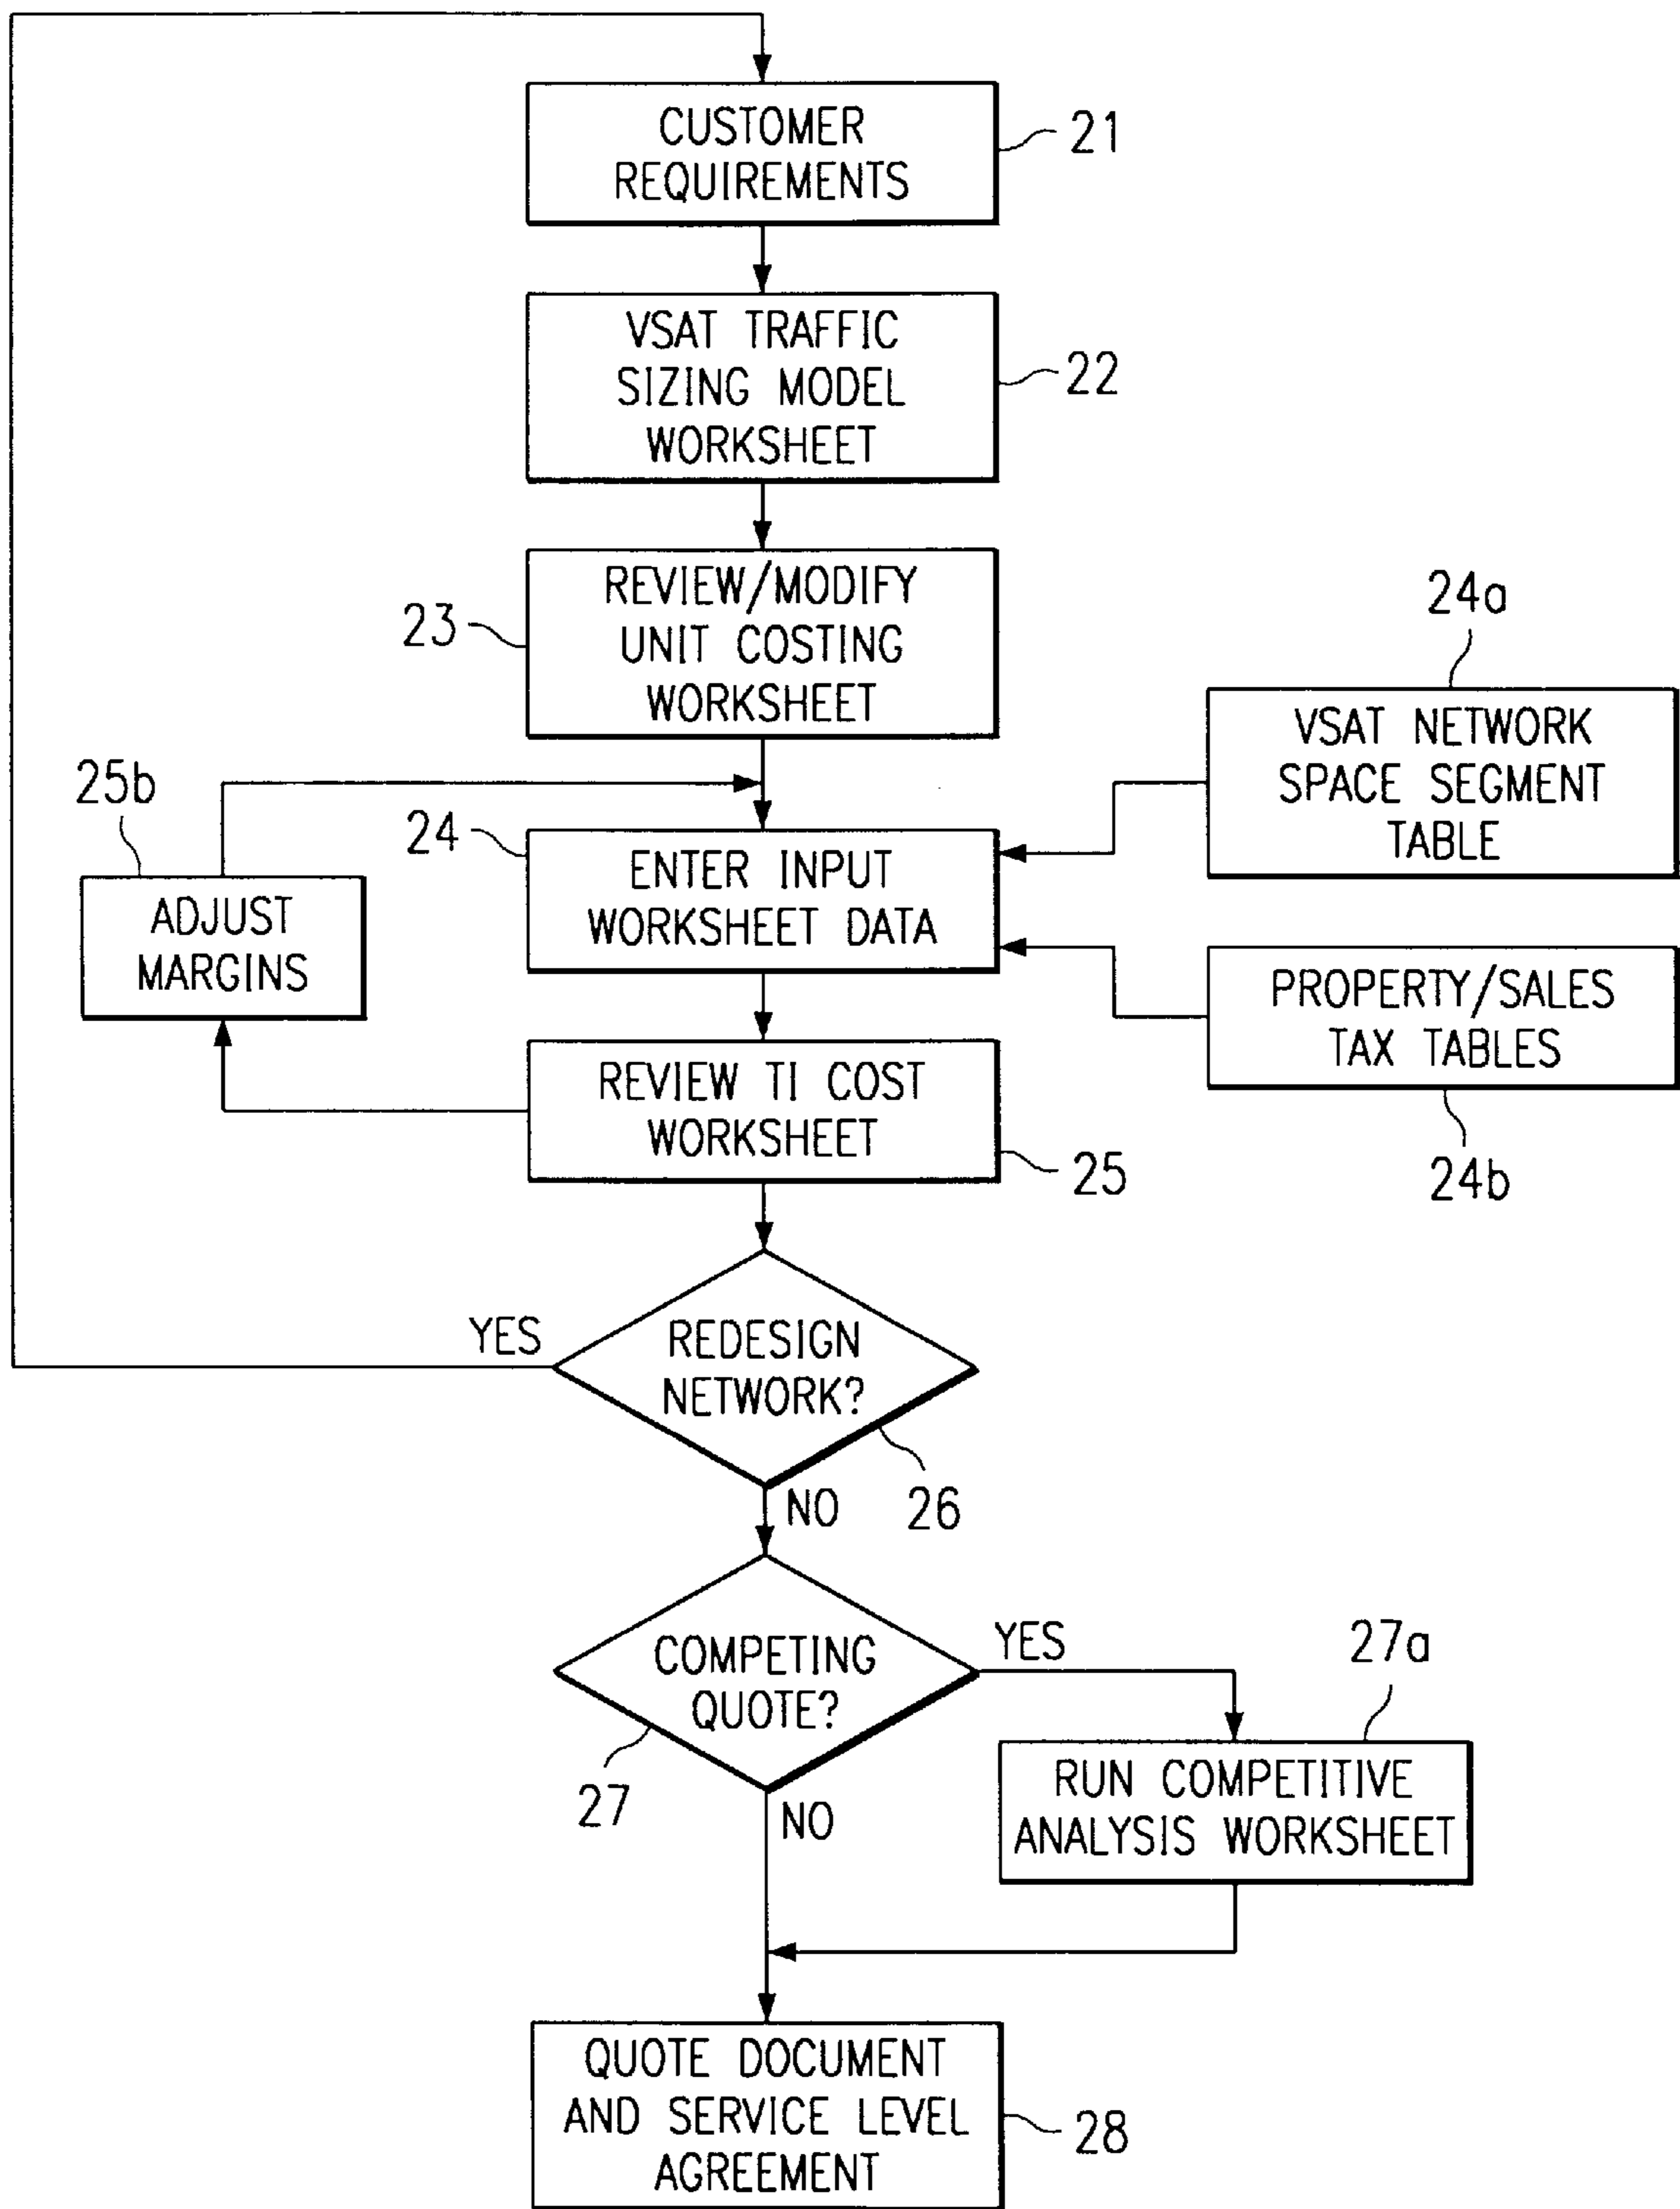 CUSTOMER
REQUIREMENTS
21
VSAT TRAFFIC
SIZING MODEL
WORKSHEET
22
REVIEW/MODIFY
UNIT COSTING
WORKSHEET
23
24a
VSAT NETWORK
SPACE SEGMENT
TABLE
25b
ADJUST
MARGINS
24
ENTER INPUT
WORKSHEET DATA
PROPERTY/SALES
TAX TABLES
24b
REVIEW TI COST
WORKSHEET
25
YES
REDESIGN
NETWORK?
26
NO
COMPETING
QUOTE?
27
YES
NO
27a
RUN COMPETITIVE
ANALYSIS WORKSHEET
QUOTE DOCUMENT
AND SERVICE LEVEL
AGREEMENT
28